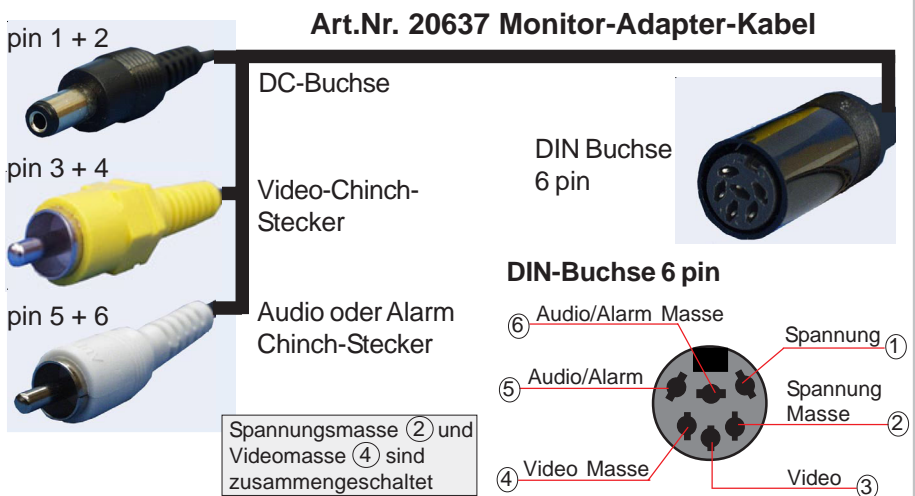 Art.Nr. 20637 Monitor-Adapter-Kabel
pin 1 + 2
DC-Buchse
DIN Buchse
6 pin
pin 3 + 4
Video-Chinch-
Stecker
pin 5 + 6
Audio oder Alarm
Chinch-Stecker
DIN-Buchse 6 pin
6 Audio/Alarm Masse
Spannung 1
5 Audio/Alarm
Spannung
Masse 2
4 Video Masse
Video 3
Spannungsmasse 2 und
Videomasse 4 sind
zusammengeschaltet